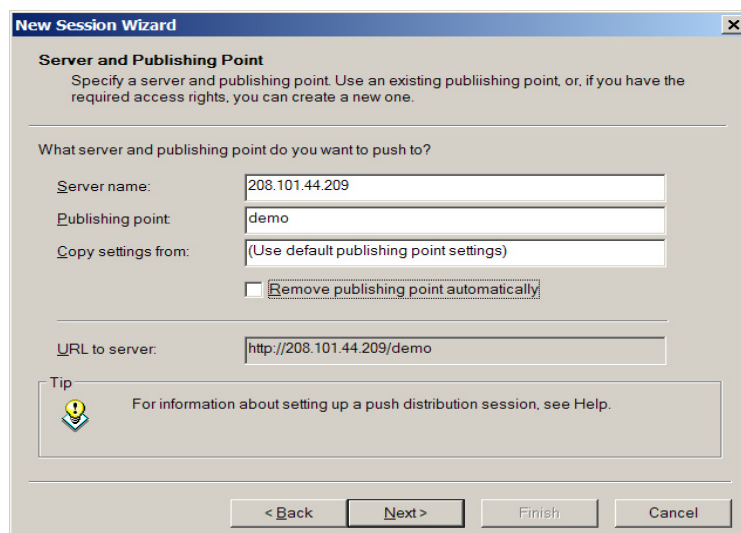 New Session Wizard
Server and Publishing Point
Specify a server and publishing point. Use an existing publiishing point, or, if you have the
required access rights, you can create a new one.
What server and publishing point do you want to push to?
Server name: 208.101.44.209
Publishing point: demo
Copy settings from: (Use default publishing point settings)
Remove publishing point automatically
URL to server: http://208.101.44.209/demo
Tip
For information about setting up a push distribution session, see Help.
< Back Next > Finish Cancel